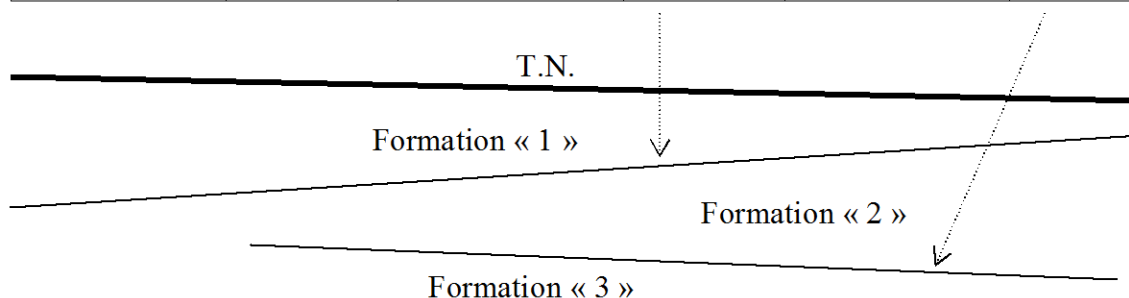 T.N.
Formation « 1 »
Formation « 2 »
Formation « 3 »